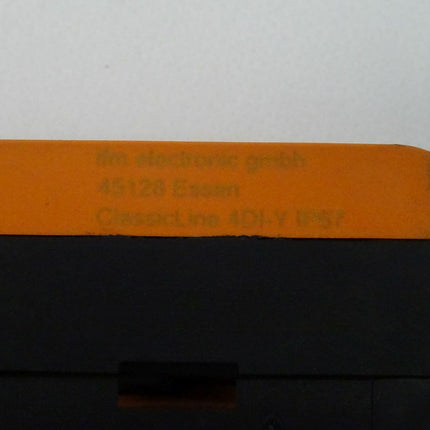 ifm electronic gmbh
45128 Essen
ClassicLine 4DI-Y IP67